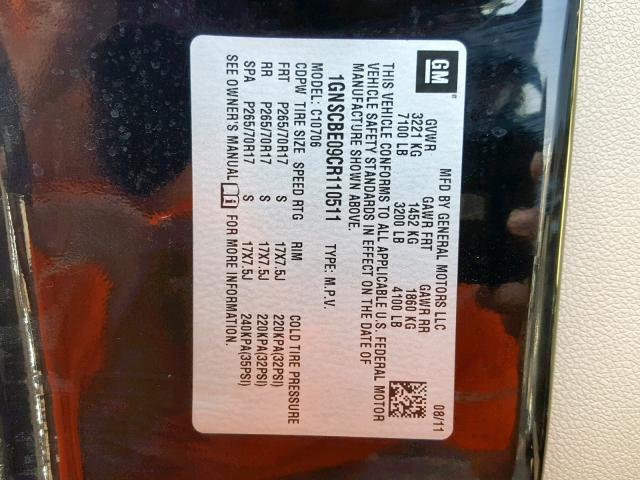 GM
MFD BY GENERAL MOTORS LLC 08/11
GVWR GAWR FRT GAWR RR
3221 KG 1452 KG 1860 KG
7100 LB 3200 LB 4100 LB
THIS VEHICLE CONFORMS TO ALL APPLICABLE U.S. FEDERAL MOTOR
VEHICLE SAFETY STANDARDS IN EFFECT ON THE DATE OF
MANUFACTURE SHOWN ABOVE.
1GNSCBE09CR110511 TYPE: M.P.V.
MODEL: C10706
CDPW TIRE SIZE SPEED RTG RIM COLD TIRE PRESSURE
FRT P265/70R17 S 17X7.5J 220KPA(32PSI)
RR P265/70R17 S 17X7.5J 220KPA(32PSI)
SPA P265/70R17 S 17X7.5J 240KPA(35PSI)
SEE OWNER'S MANUAL FOR MORE INFORMATION.